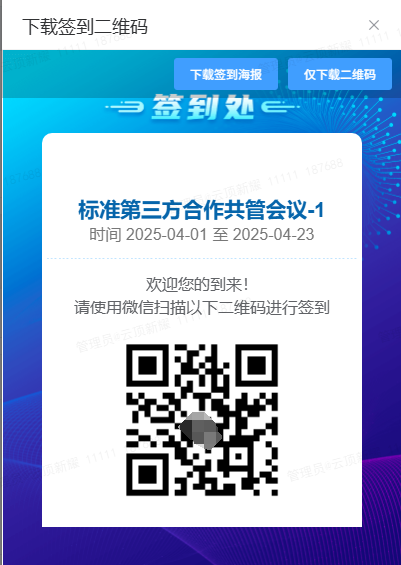 下载签到二维码
下载签到海报
仅下载二维码
签到处
标准第三方合作共管会议-1
时间 2025-04-01 至 2025-04-23
欢迎您的到来！
请使用微信扫描以下二维码进行签到